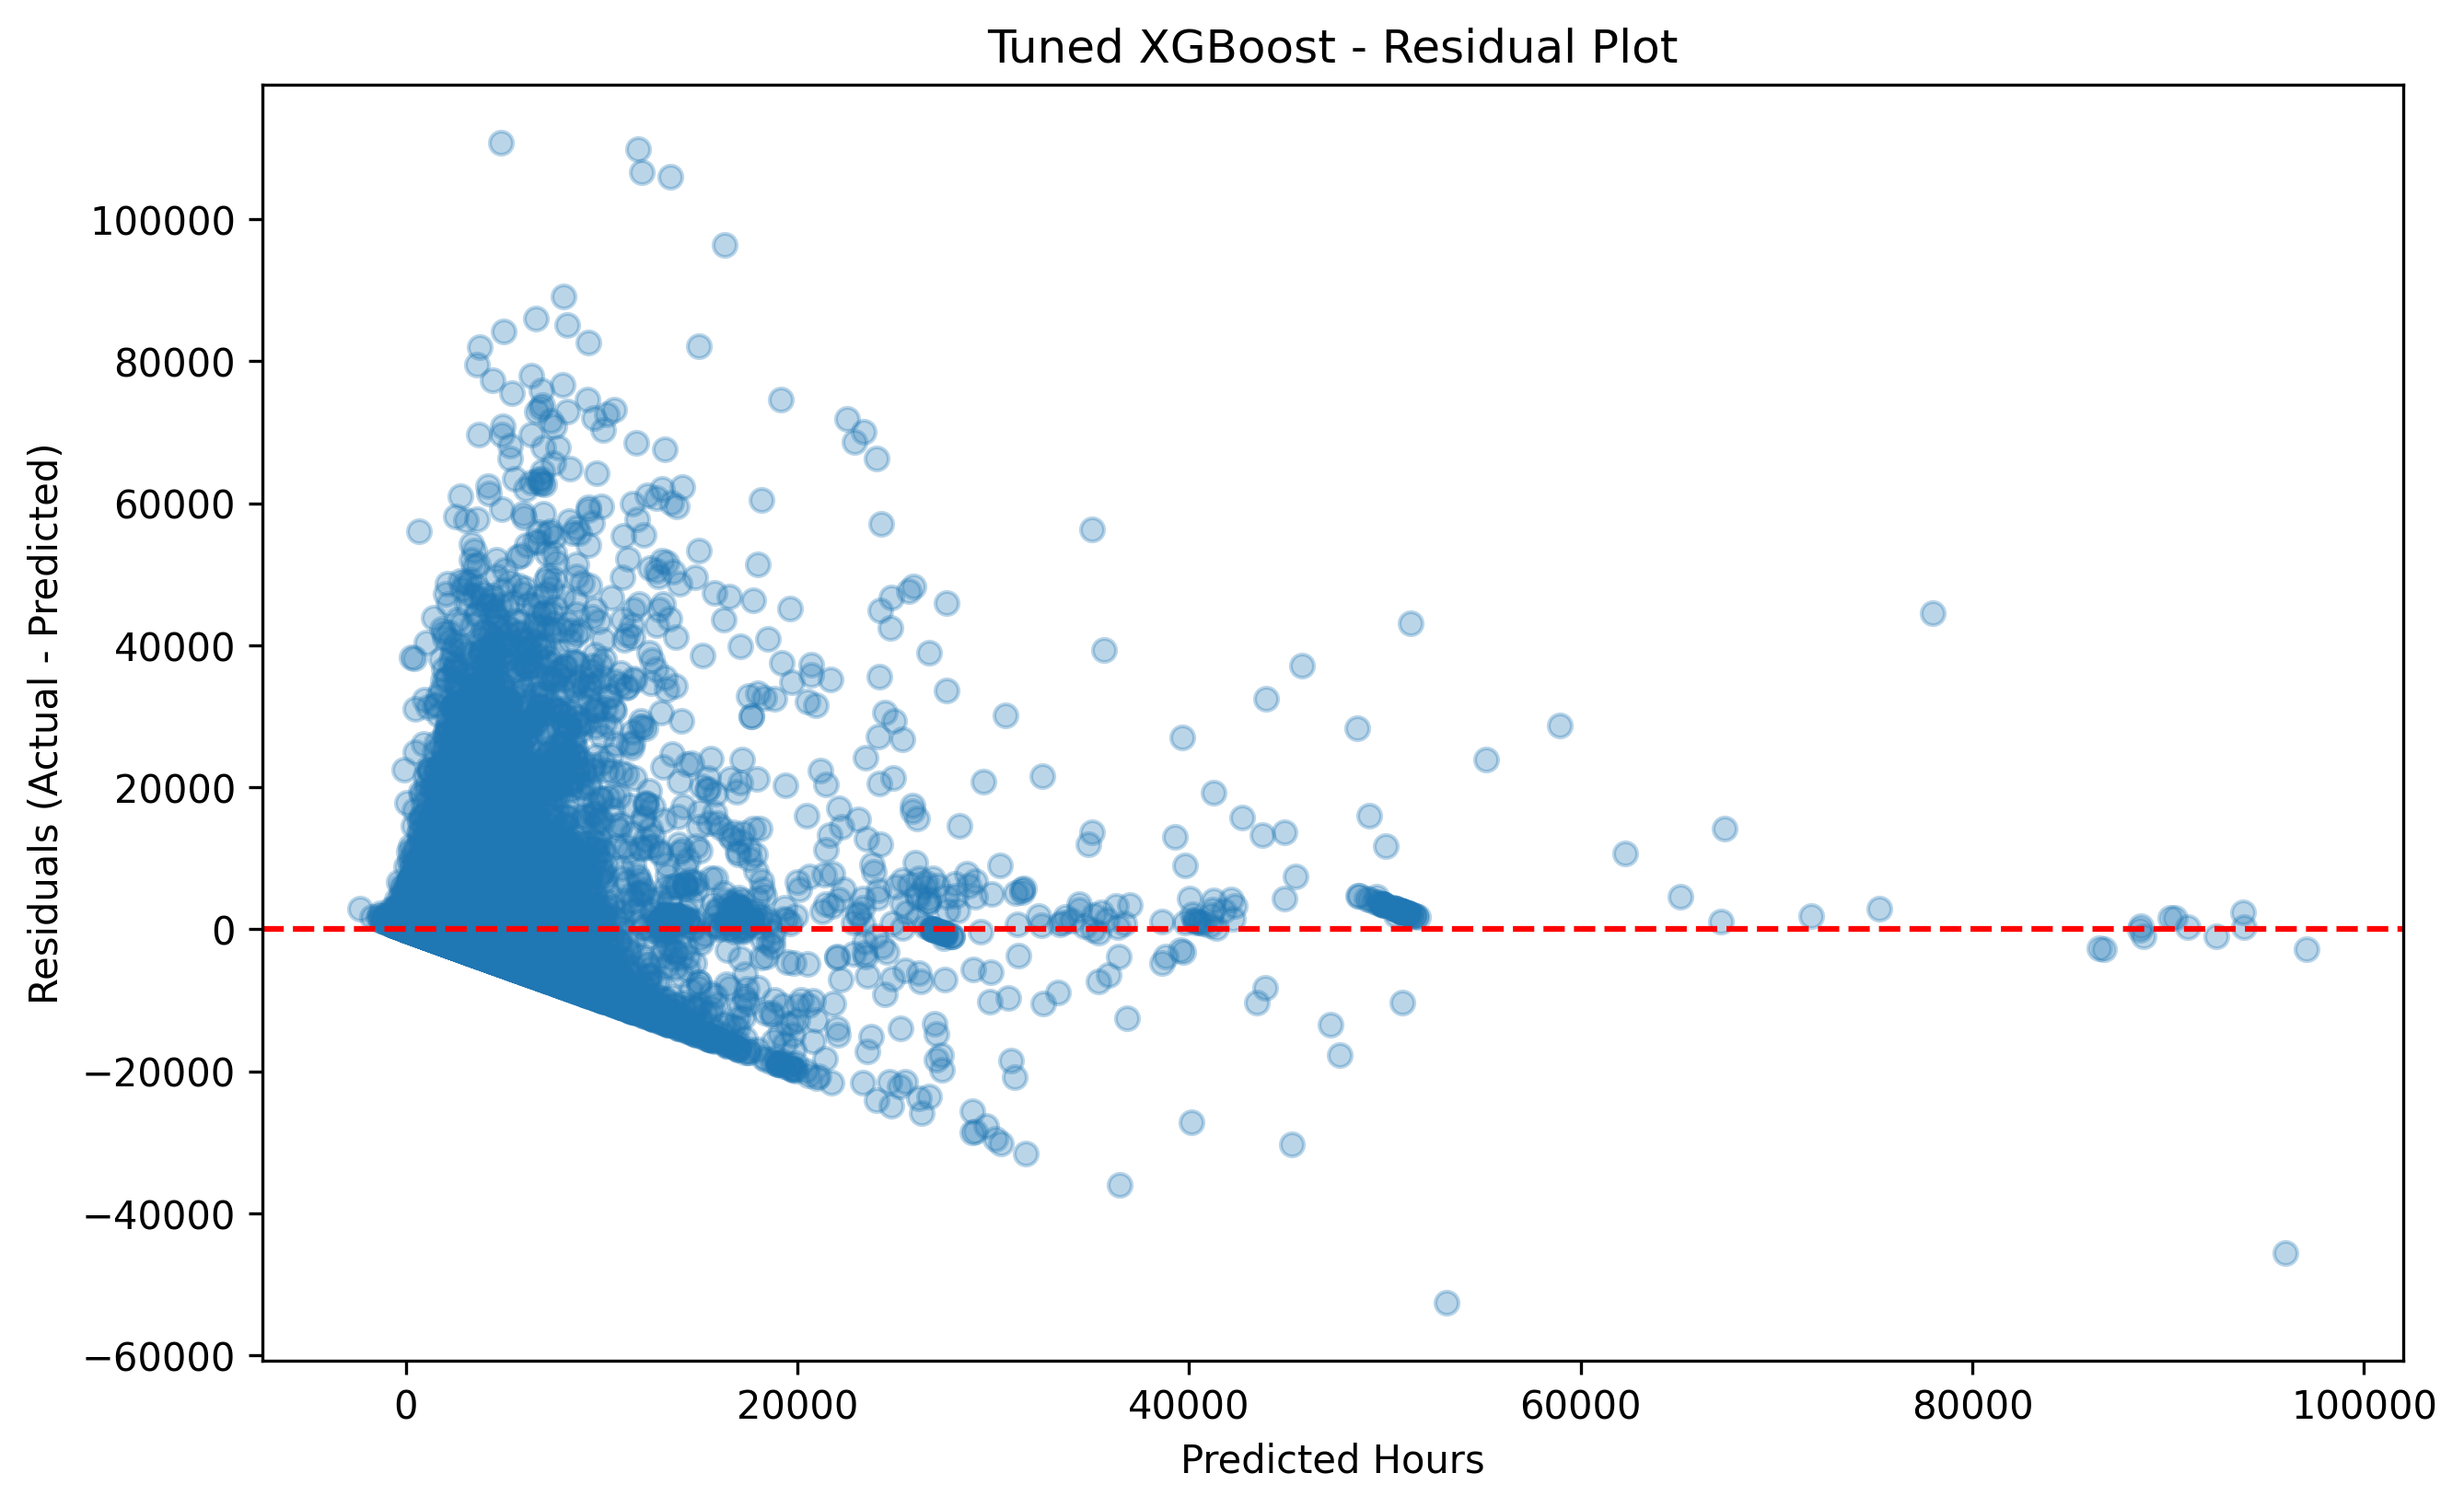 Tuned XGBoost - Residual Plot
Residuals (Actual - Predicted)
100000
80000
60000
40000
20000
0
−20000
−40000
−60000
0 20000 40000 60000 80000 100000
Predicted Hours